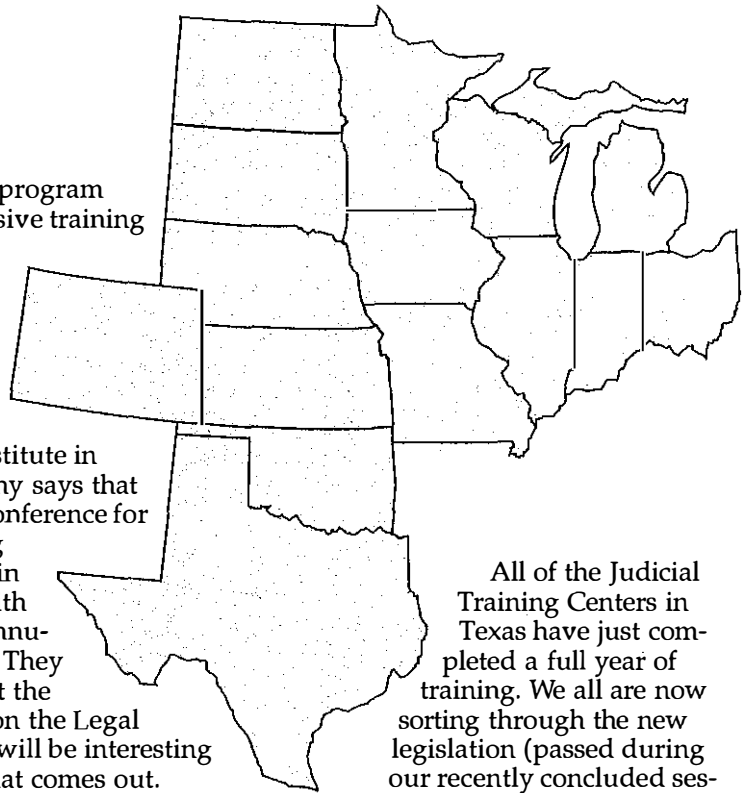 program
sive training
stitute in
ny says that
onference for
g
in
th
nnu-
They
t the
on the Legal
will be interesting
at comes out.
All of the Judicial
Training Centers in
Texas have just com-
pleted a full year of
training. We all are now
sorting through the new
legislation (passed during
our recently concluded ses-